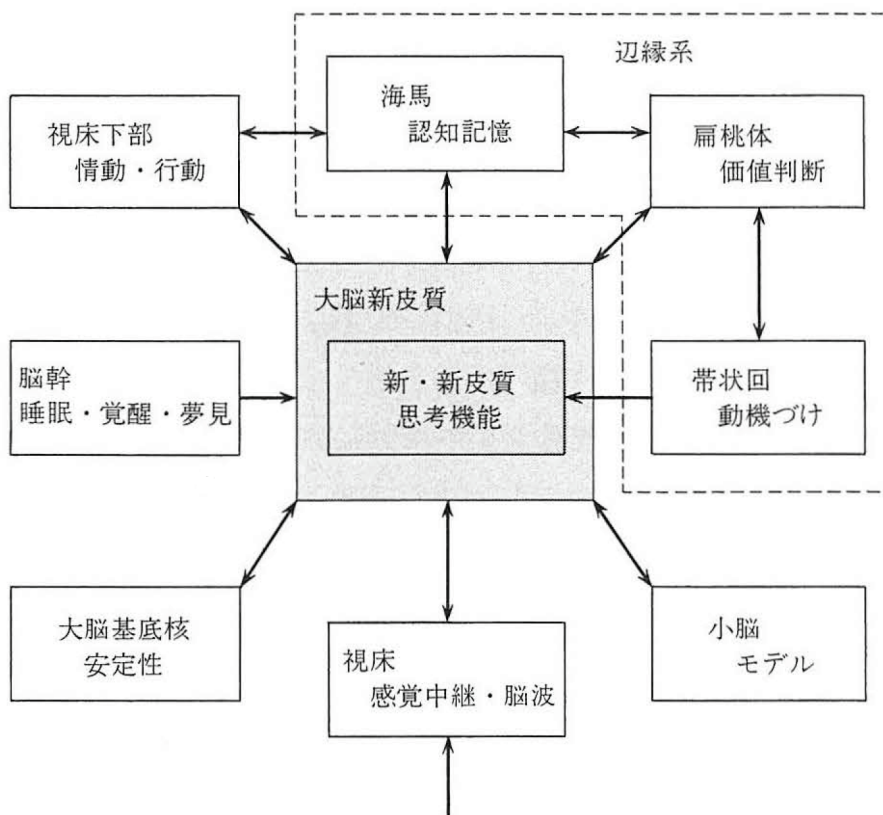 辺縁系
海馬
認知記憶
視床下部
情動・行動
扁桃体
価値判断
大脳新皮質
新・新皮質
思考機能
脳幹
睡眠・覚醒・夢見
帯状回
動機づけ
大脳基底核
安定性
視床
感覚中継・脳波
小脳
モデル